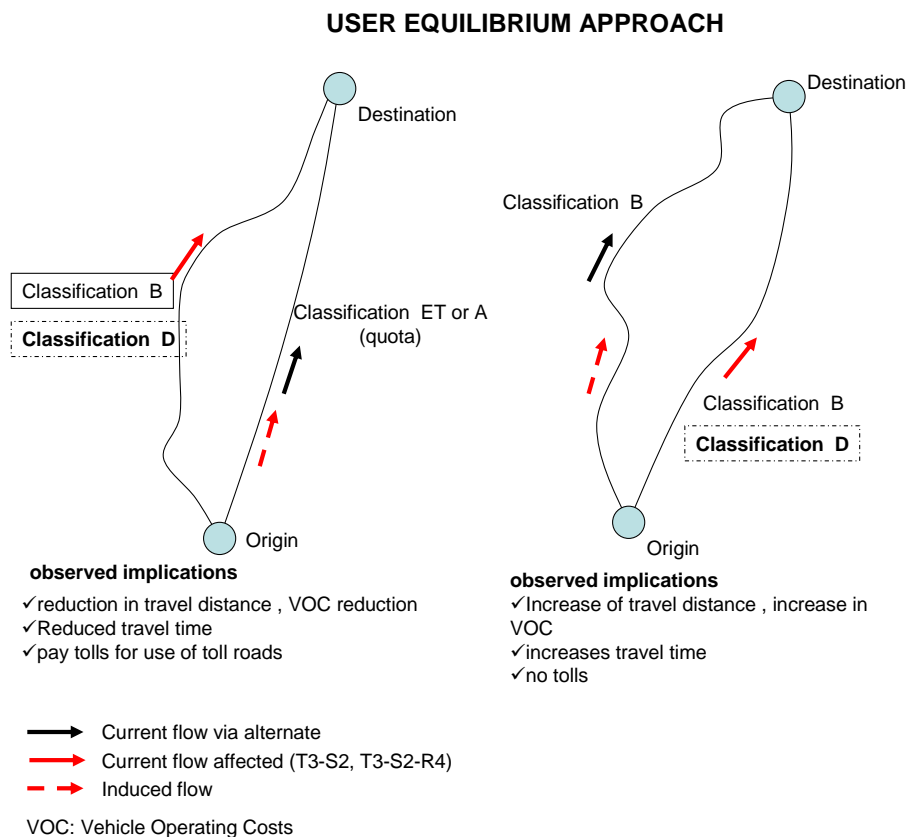 USER EQUILIBRIUM APPROACH
Destination
Classification B
Classification D
Classification ET or A
(quota)
Origin
observed implications
✓reduction in travel distance , VOC reduction
✓Reduced travel time
✓pay tolls for use of toll roads
Destination
Classification B
Classification B
Classification D
Origin
observed implications
✓Increase of travel distance , increase in
VOC
✓increases travel time
✓no tolls
Current flow via alternate
Current flow affected (T3-S2, T3-S2-R4)
Induced flow
VOC: Vehicle Operating Costs